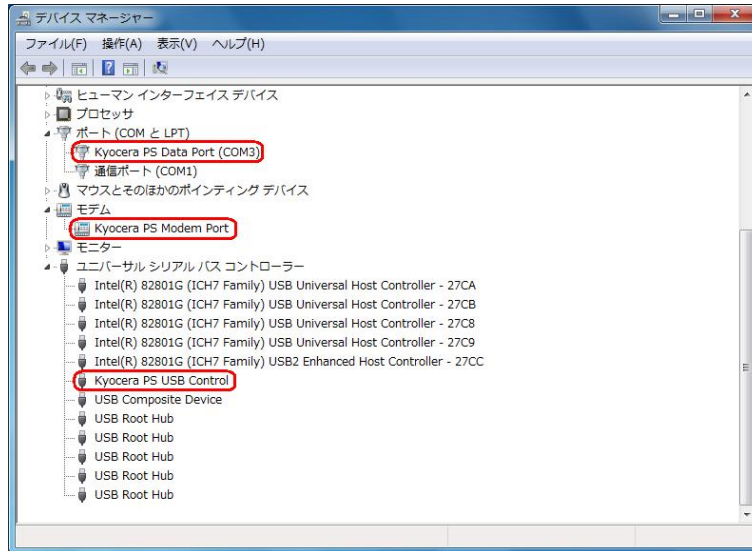 デバイス マネージャー
ファイル(F) 操作(A) 表示(V) ヘルプ(H)
ヒューマン インターフェイス デバイス
プロセッサ
ポート (COM と LPT)
Kyocera PS Data Port (COM3)
通信ポート (COM1)
マウスとそのほかのポインティング デバイス
モデム
Kyocera PS Modem Port
モニター
ユニバーサル シリアル バス コントローラー
Intel(R) 82801G (ICH7 Family) USB Universal Host Controller - 27CA
Intel(R) 82801G (ICH7 Family) USB Universal Host Controller - 27CB
Intel(R) 82801G (ICH7 Family) USB Universal Host Controller - 27C8
Intel(R) 82801G (ICH7 Family) USB Universal Host Controller - 27C9
Intel(R) 82801G (ICH7 Family) USB2 Enhanced Host Controller - 27CC
Kyocera PS USB Control
USB Composite Device
USB Root Hub
USB Root Hub
USB Root Hub
USB Root Hub
USB Root Hub